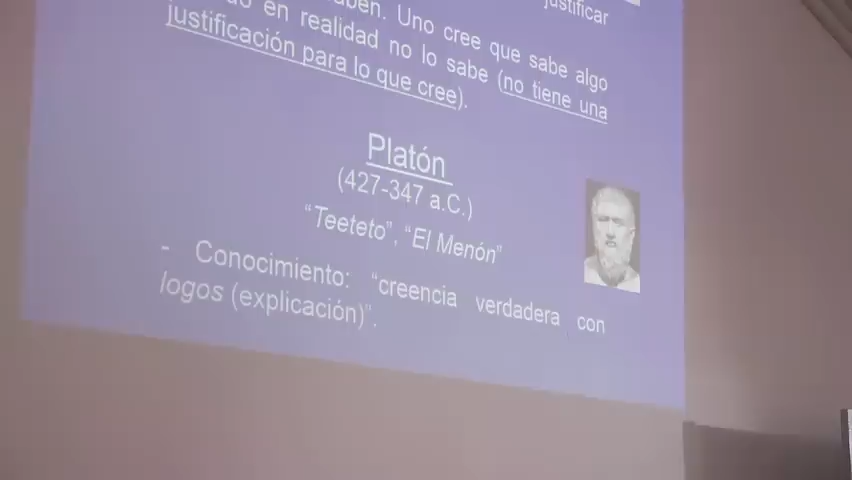 justificar
en realidad no lo sabe (no tiene una
Uno cree que sabe algo
justificación para lo que cree).
Platón
(427-347 a.C.)
“Teeteto”, “El Menón”
- Conocimiento: “creencia verdadera con
logos (explicación)”.